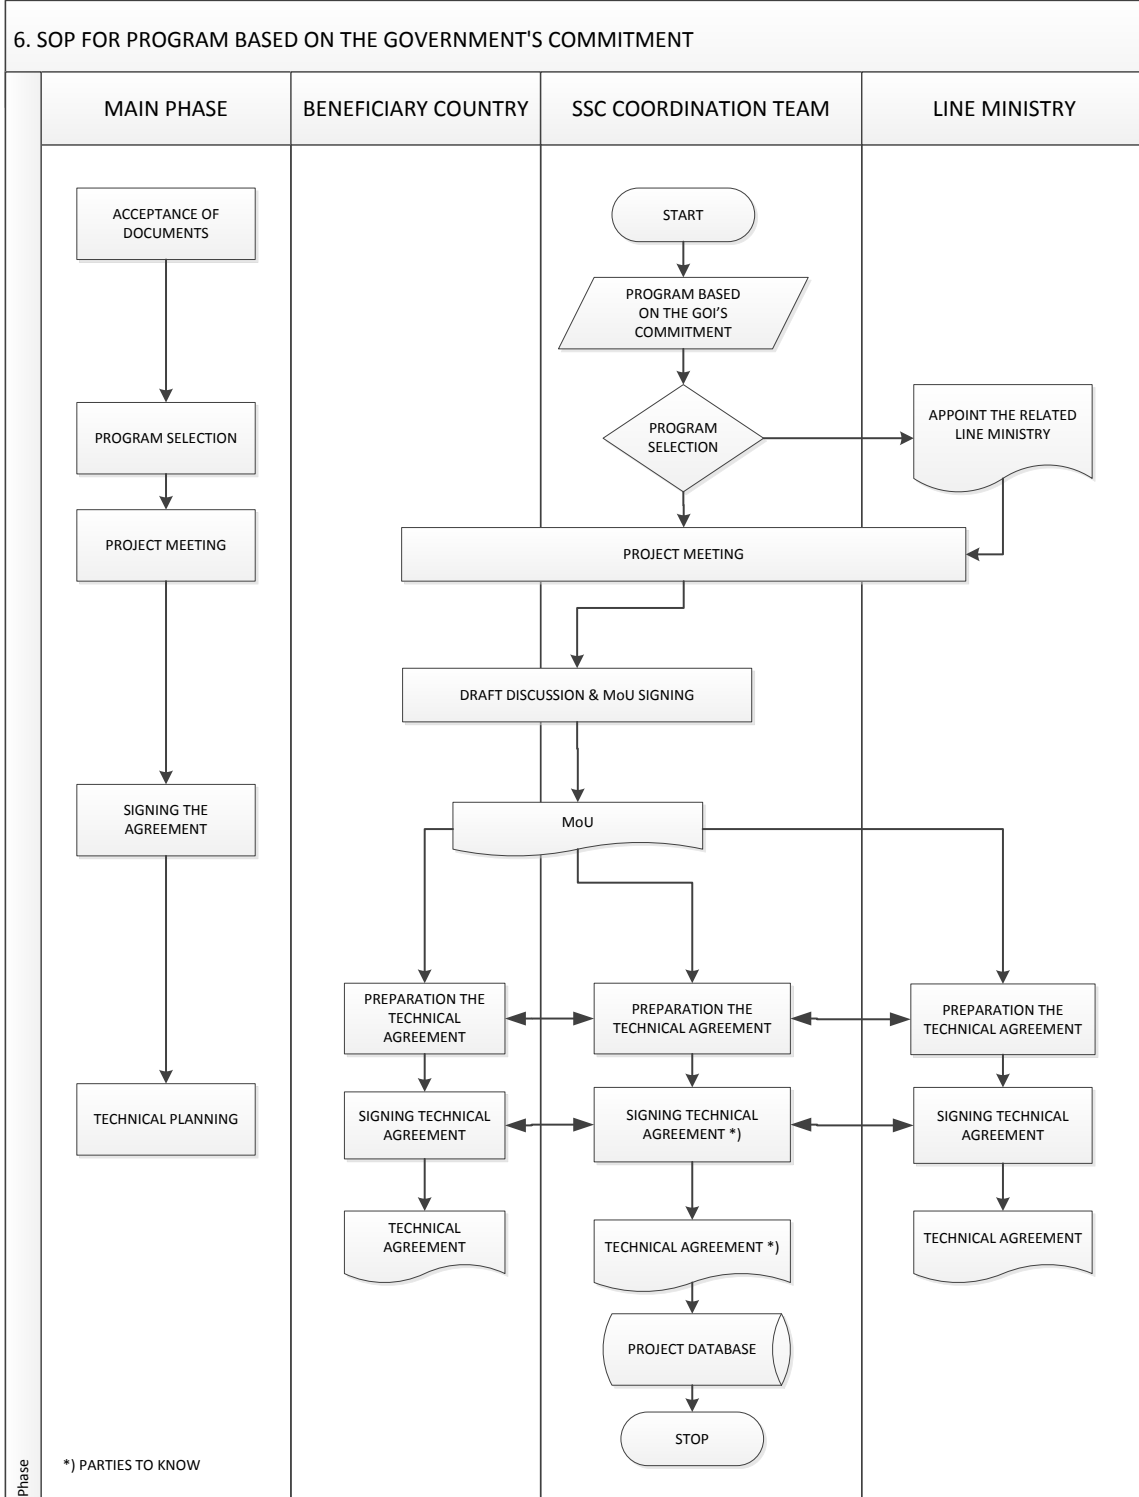 6. SOP FOR PROGRAM BASED ON THE GOVERNMENT'S COMMITMENT
MAIN PHASE
BENEFICIARY COUNTRY
SSC COORDINATION TEAM
LINE MINISTRY
ACCEPTANCE OF
DOCUMENTS
START
PROGRAM BASED
ON THE GOI’S
COMMITMENT
PROGRAM SELECTION
PROGRAM
SELECTION
APPOINT THE RELATED
LINE MINISTRY
PROJECT MEETING
PROJECT MEETING
DRAFT DISCUSSION & MoU SIGNING
SIGNING THE
AGREEMENT
MoU
PREPARATION THE
TECHNICAL
AGREEMENT
PREPARATION THE
TECHNICAL AGREEMENT
PREPARATION THE
TECHNICAL AGREEMENT
TECHNICAL PLANNING
SIGNING TECHNICAL
AGREEMENT
SIGNING TECHNICAL
AGREEMENT *)
SIGNING TECHNICAL
AGREEMENT
TECHNICAL
AGREEMENT
TECHNICAL AGREEMENT *)
TECHNICAL AGREEMENT
PROJECT DATABASE
STOP
*) PARTIES TO KNOW
Phase